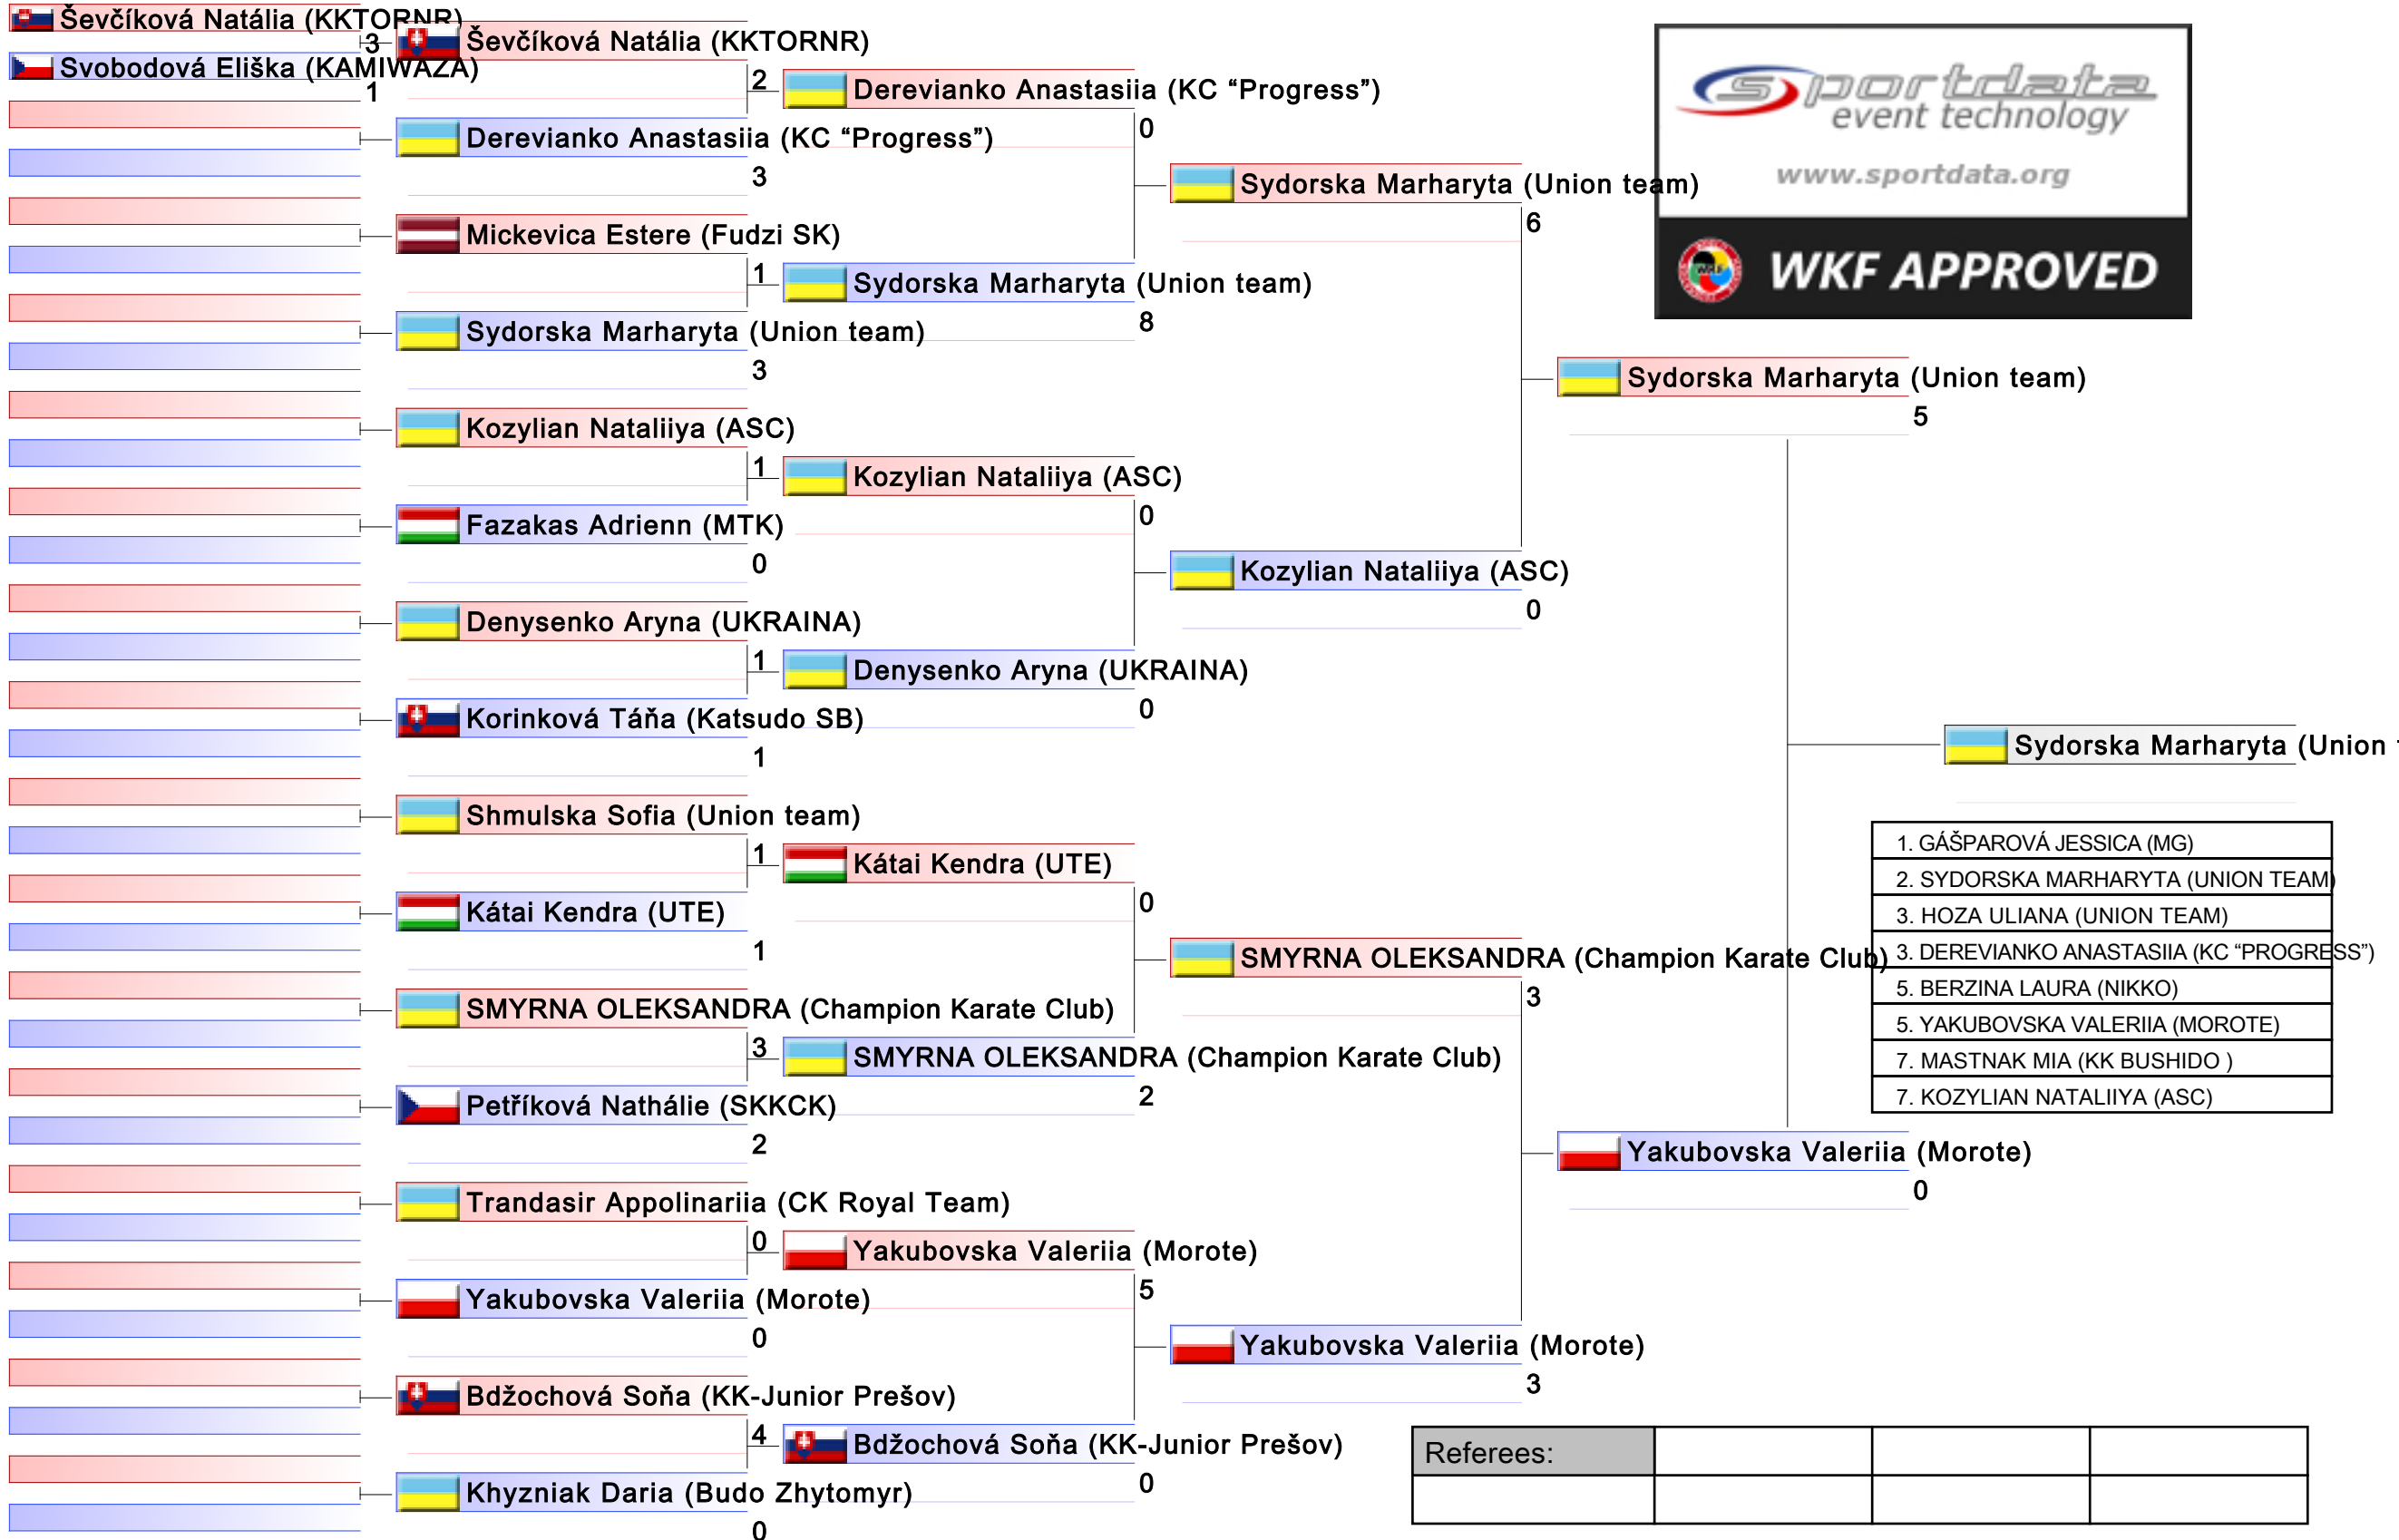 Ševčíková Natália (KKTORNR)
3
Svobodová Eliška (KAMIWAZA)
1
Ševčíková Natália (KKTORNR)
2
Derevianko Anastasiia (KC “Progress”)
3
Mickevica Estere (Fudzi SK)
1
Sydorska Marharyta (Union team)
3
Kozylian Nataliiya (ASC)
1
Fazakas Adrienn (MTK)
0
Denysenko Aryna (UKRAINA)
1
Korinková Táňa (Katsudo SB)
1
Shmulska Sofia (Union team)
1
Kátai Kendra (UTE)
1
SMYRNA OLEKSANDRA (Champion Karate Club)
3
Petříková Nathálie (SKKCK)
2
Trandasir Appolinariia (CK Royal Team)
0
Yakubovska Valeriia (Morote)
0
Bdžochová Soňa (KK-Junior Prešov)
4
Khyzniak Daria (Budo Zhytomyr)
0
Derevianko Anastasiia (KC “Progress”)
0
Sydorska Marharyta (Union team)
8
Kozylian Nataliiya (ASC)
0
Denysenko Aryna (UKRAINA)
0
Kátai Kendra (UTE)
0
SMYRNA OLEKSANDRA (Champion Karate Club)
2
Yakubovska Valeriia (Morote)
5
Bdžochová Soňa (KK-Junior Prešov)
0
Sydorska Marharyta (Union team)
6
Kozylian Nataliiya (ASC)
0
SMYRNA OLEKSANDRA (Champion Karate Club)
3
Yakubovska Valeriia (Morote)
3
Sydorska Marharyta (Union team)
5
Yakubovska Valeriia (Morote)
0
Sydorska Marharyta (Union
sportdata
event technology
www.sportdata.org
WKF
WKF APPROVED
1. GÁŠPAROVÁ JESSICA (MG)
2. SYDORSKA MARHARYTA (UNION TEAM)
3. HOZA ULIANA (UNION TEAM)
3. DEREVIANKO ANASTASIIA (KC “PROGRESS”)
5. BERZINA LAURA (NIKKO)
5. YAKUBOVSKA VALERIIA (MOROTE)
7. MASTNAK MIA (KK BUSHIDO )
7. KOZYLIAN NATALIIYA (ASC)
Referees: